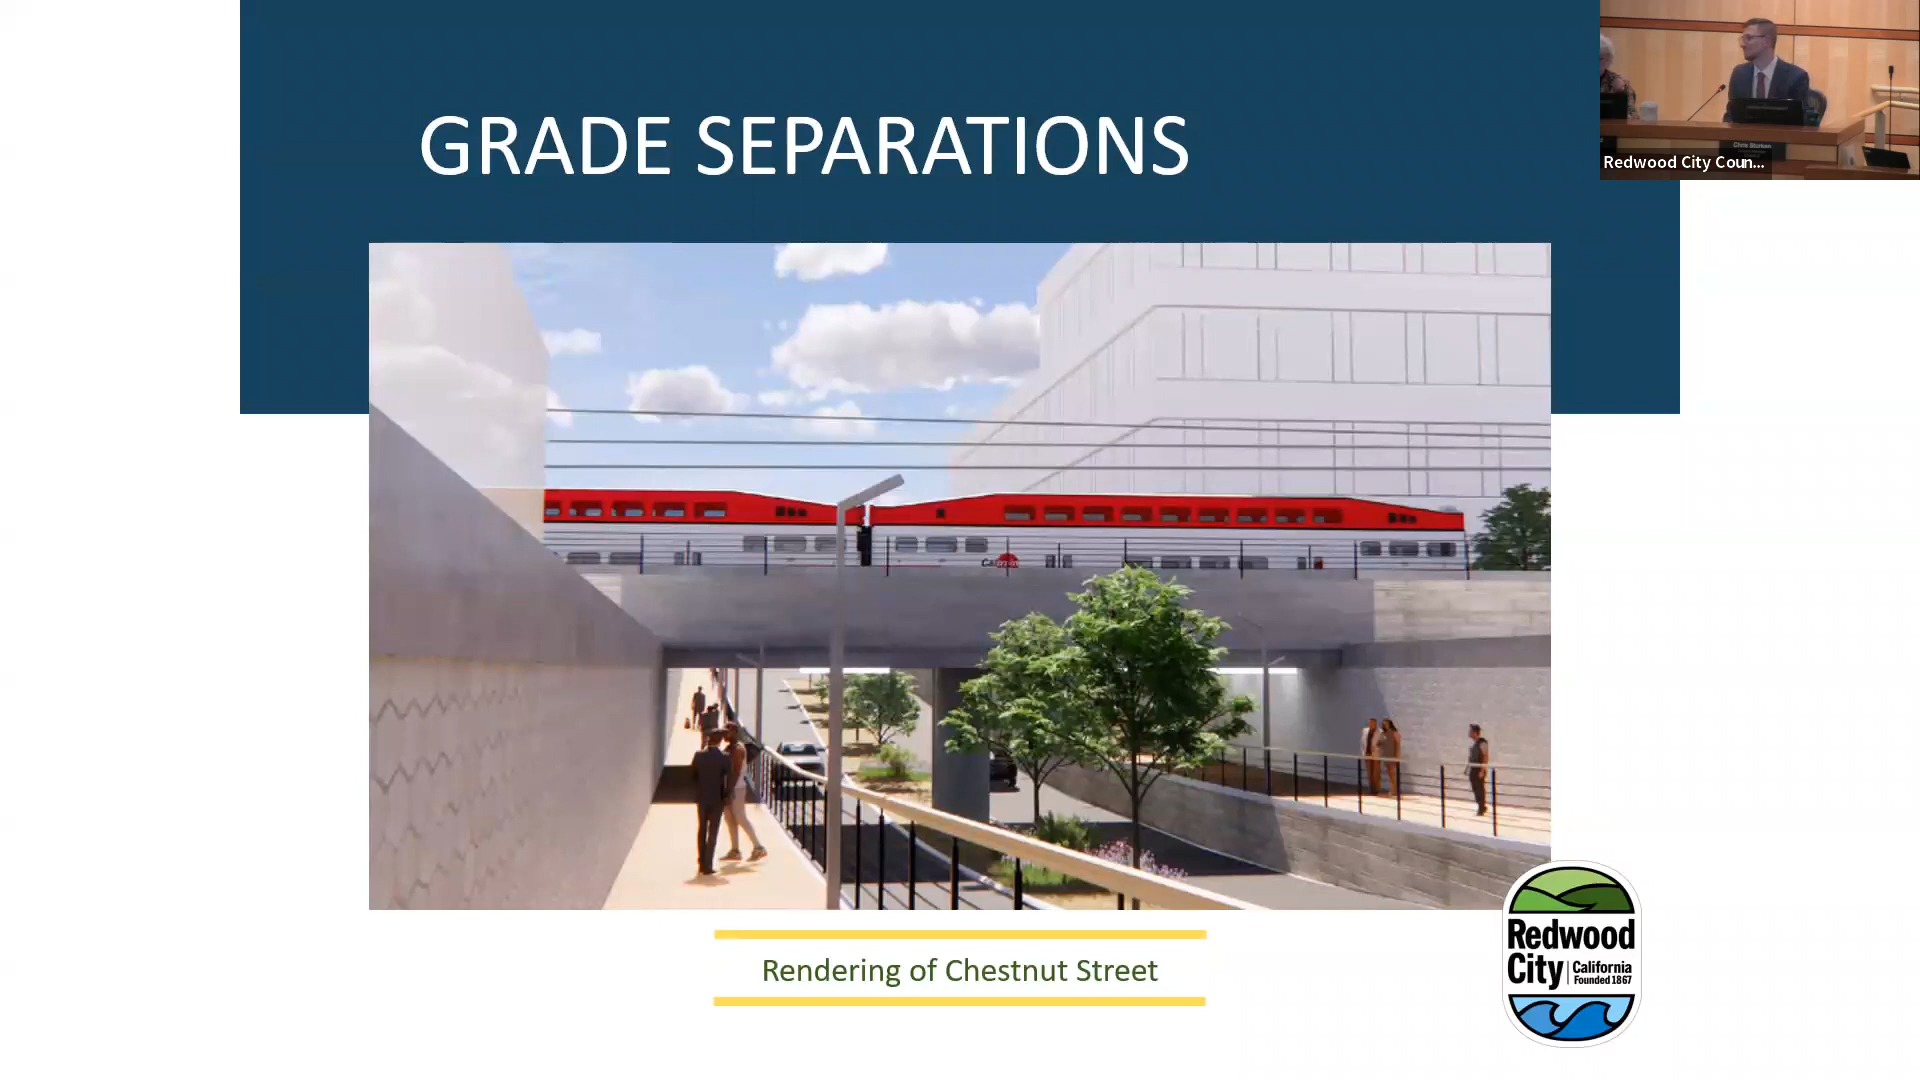 GRADE SEPARATIONS
Redwood City Coun...
Rendering of Chestnut Street
Redwood
City
California
Founded 1867